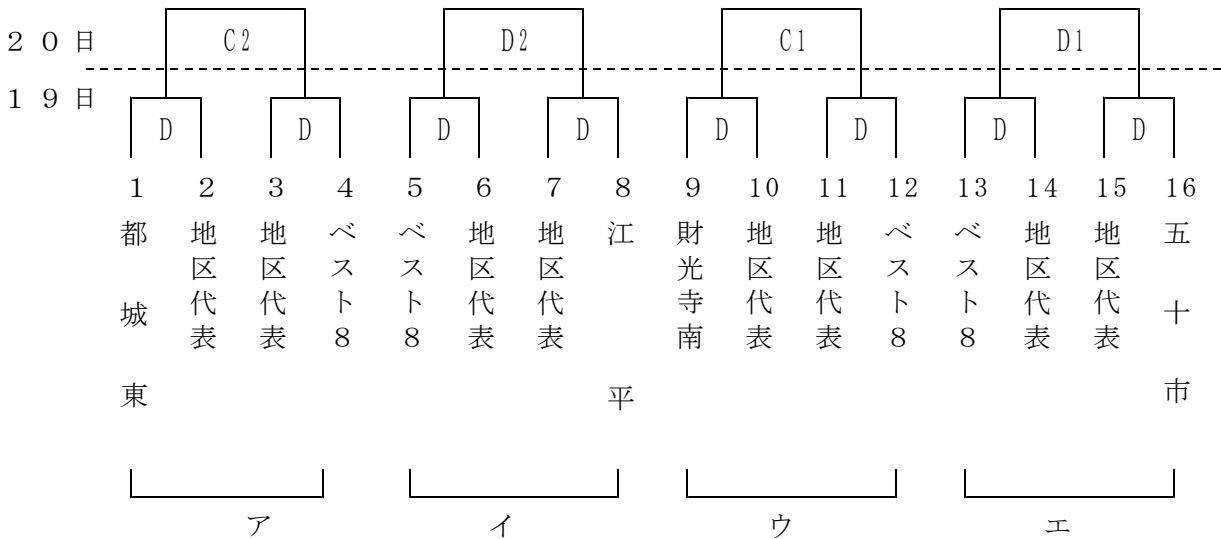 ２０日 C2 D2 C1 D1
１９日
D D D D D D D D
1 2 3 4 5 6 7 8 9 10 11 12 13 14 15 16
都城東
地区代表
地区代表
ベスト８
ベスト８
地区代表
地区代表
江平
財光寺南
地区代表
地区代表
ベスト８
ベスト８
地区代表
地区代表
五十市
ア イ ウ エ